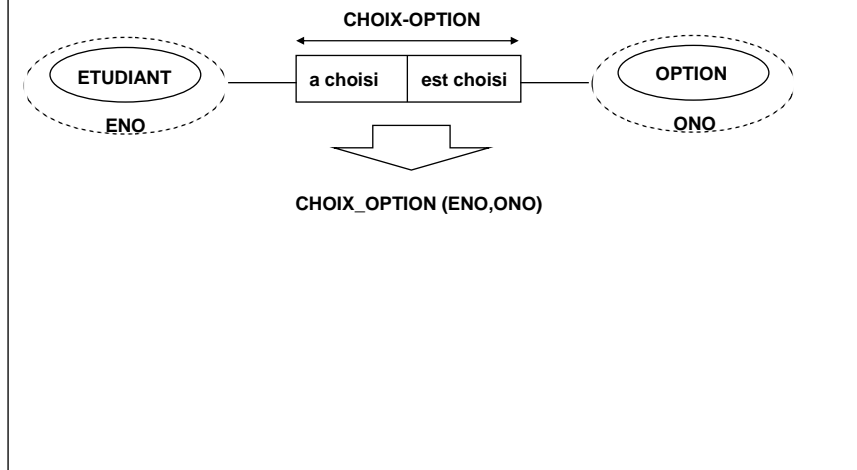 CHOIX-OPTION
ETUDIANT a choisi est choisi OPTION
ENO ONO
CHOIX_OPTION (ENO,ONO)